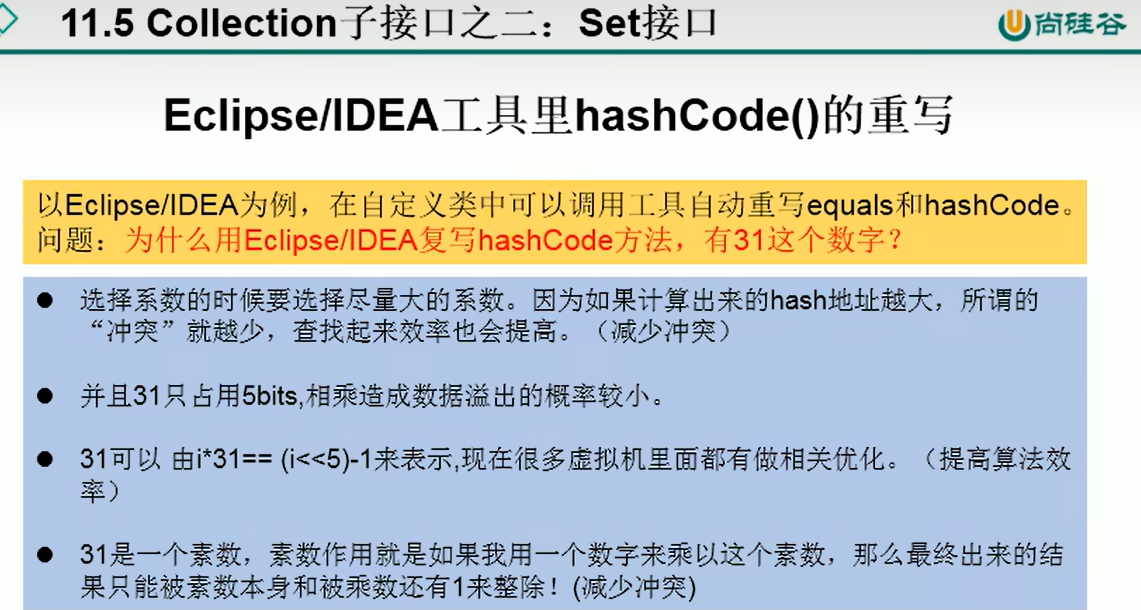 11.5 Collection子接口之二：Set接口
尚硅谷
Eclipse/IDEA工具里hashCode()的重写
以Eclipse/IDEA为例，在自定义类中可以调用工具自动重写equals和hashCode。
问题：为什么用Eclipse/IDEA复写hashCode方法，有31这个数字？
● 选择系数的时候要选择尽量大的系数。因为如果计算出来的hash地址越大，所谓的
“冲突”就越少，查找起来效率也会提高。（减少冲突）
● 并且31只占用5bits,相乘造成数据溢出的概率较小。
● 31可以 由i*31== (i<<5)-1来表示,现在很多虚拟机里面都有做相关优化。（提高算法效
率）
● 31是一个素数，素数作用就是如果我用一个数字来乘以这个素数，那么最终出来的结
果只能被素数本身和被乘数还有1来整除！(减少冲突)